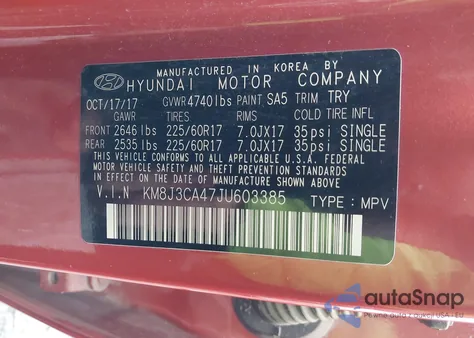 MANUFACTURED IN KOREA BY
HYUNDAI MOTOR COMPANY
OCT/17/17 GVWR 4740lbs PAINT SA5 TRIM TRY
GAWR TIRES RIMS COLD TIRE INFL
FRONT 2646 lbs 225/60R17 7.0JX17 35psi SINGLE
REAR 2535 lbs 225/60R17 7.0JX17 35psi SINGLE
THIS VEHICLE CONFORMS TO ALL APPLICABLE U.S.A. FEDERAL MOTOR
VEHICLE SAFETY, BUMPER, AND THEFT PREVENTION STANDARDS IN
EFFECT ON THE DATE OF MANUFACTURE SHOWN ABOVE.
V.I.N KM8J3CA47JU603385 TYPE : MPV
autoSnap
USA - EU